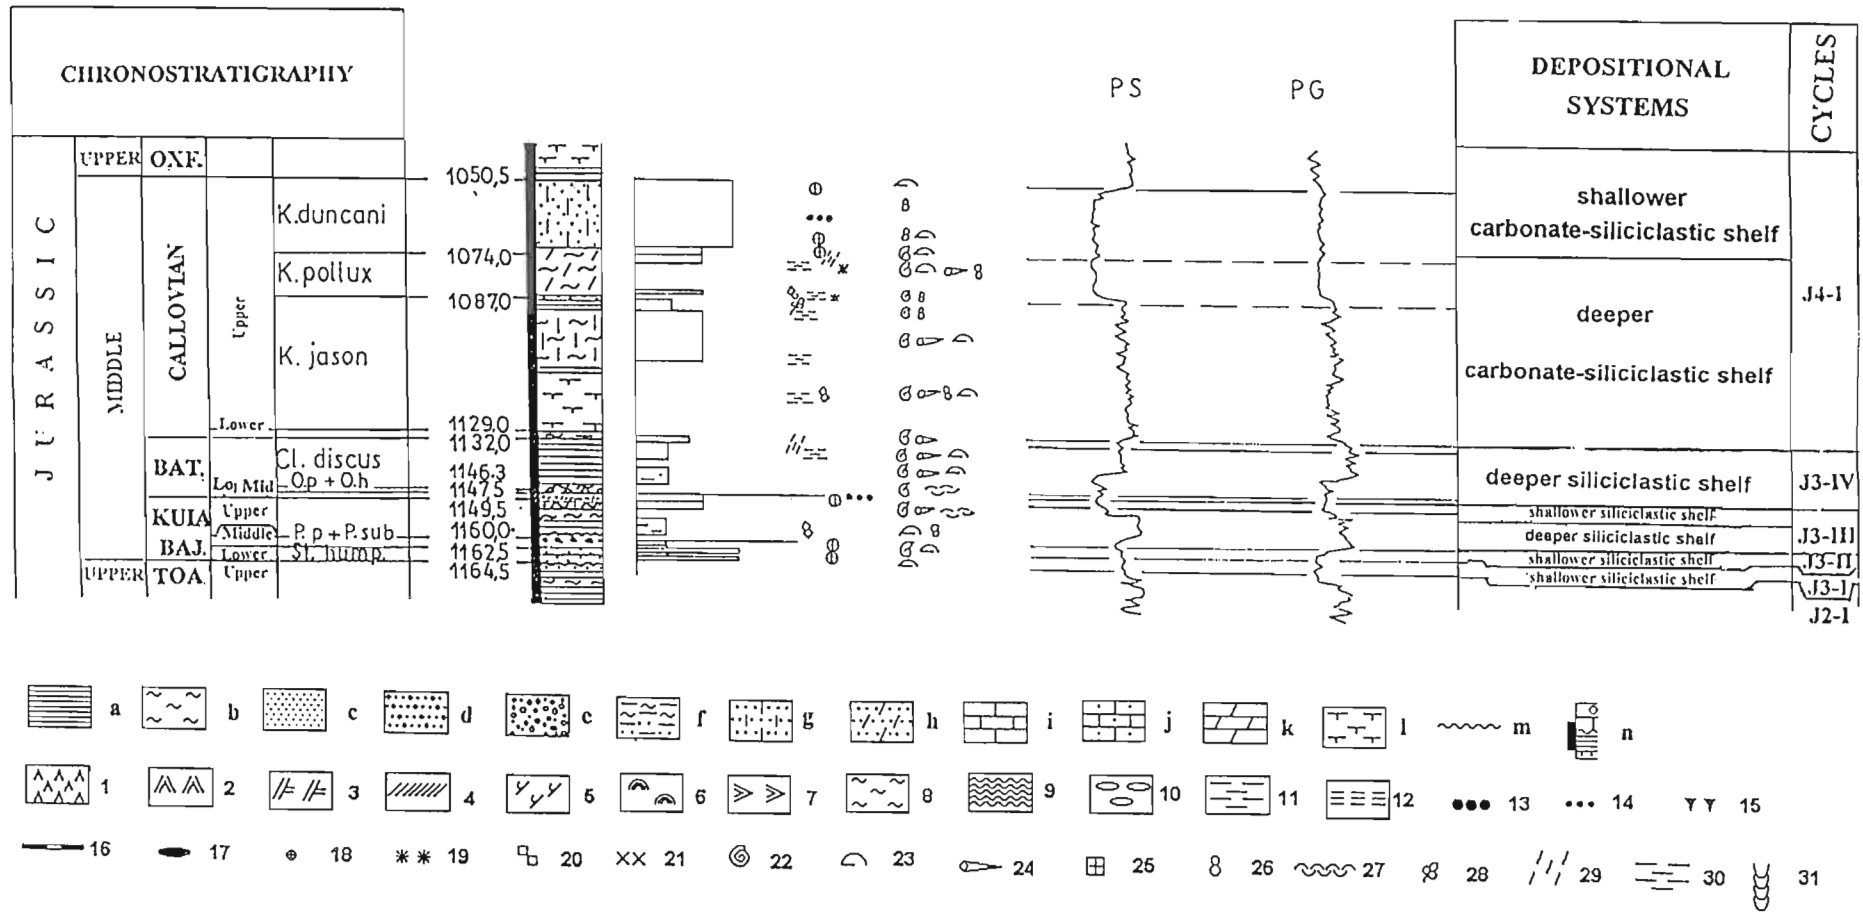 CHRONOSTRATIGRAPHY
PS
PG
DEPOSITIONAL
SYSTEMS
CYCLES
JURASSIC
UPPER
OXF.
MIDDLE
CALLOVIAN
Upper
K.duncani
K.pollux
K. jason
Lower
BAT.
Cl. discus
O.p + O.h
Lo Mid
KUIA
Upper
Middle
P.p + P.sub
BAJ.
Lower
St. hump.
UPPER
TOA
Upper
1050,5
1074,0
1087,0
1129,0
1132,0
1146.3
1147,5
1149,5
1160,0
1162,5
1164,5
shallower
carbonate-siliciclastic shelf
deeper
carbonate-siliciclastic shelf
deeper siliciclastic shelf
shallower siliciclastic shelf
deeper siliciclastic shelf
shallower siliciclastic shelf
shallower siliciclastic shelf
J4-I
J3-IV
J3-III
J3-II
J3-I
J2-I
a b c d e f g h i j k l m n
1 2 3 4 5 6 7 8 9 10 11 12 13 14 15
16 17 18 19 20 21 22 23 24 25 26 27 28 29 30 31